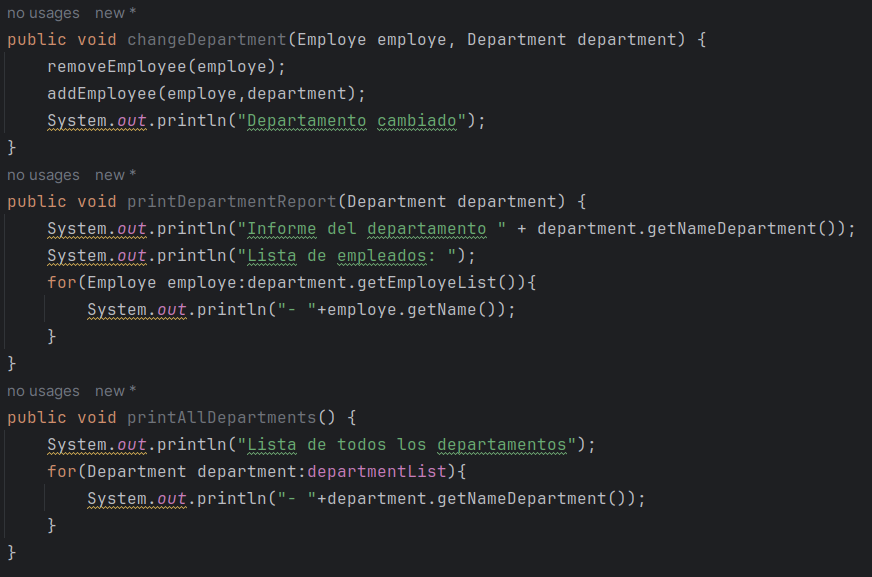 no usages   new *
public void changeDepartment(Employe employe, Department department) {
    removeEmployee(employe);
    addEmployee(employe,department);
    System.out.println("Departamento cambiado");
}
no usages   new *
public void printDepartmentReport(Department department) {
    System.out.println("Informe del departamento " + department.getNameDepartment());
    System.out.println("Lista de empleados: ");
    for(Employe employe:department.getEmployeList()){
        System.out.println("- "+employe.getName());
    }
}
no usages   new *
public void printAllDepartments() {
    System.out.println("Lista de todos los departamentos");
    for(Department department:departmentList){
        System.out.println("- "+department.getNameDepartment());
    }
}